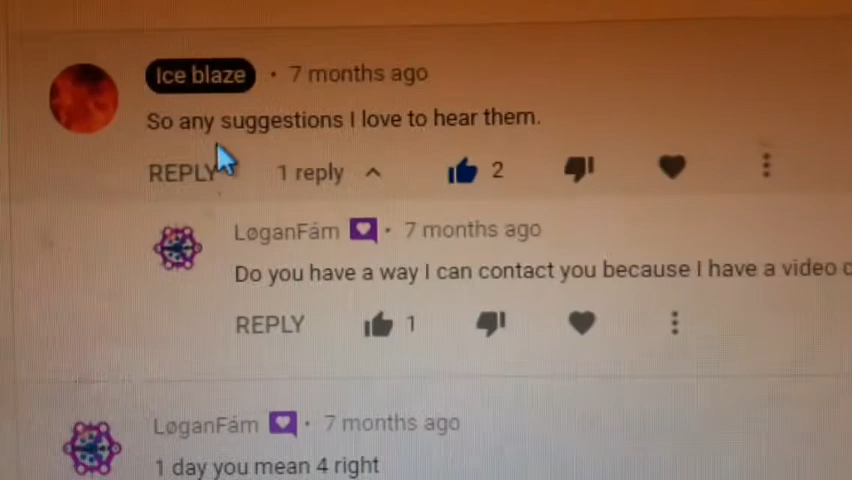 Ice blaze • 7 months ago
So any suggestions I love to hear them.
REPLY 1 reply 2
LøganFám • 7 months ago
Do you have a way I can contact you because I have a video
REPLY 1
LøganFám • 7 months ago
1 day you mean 4 right